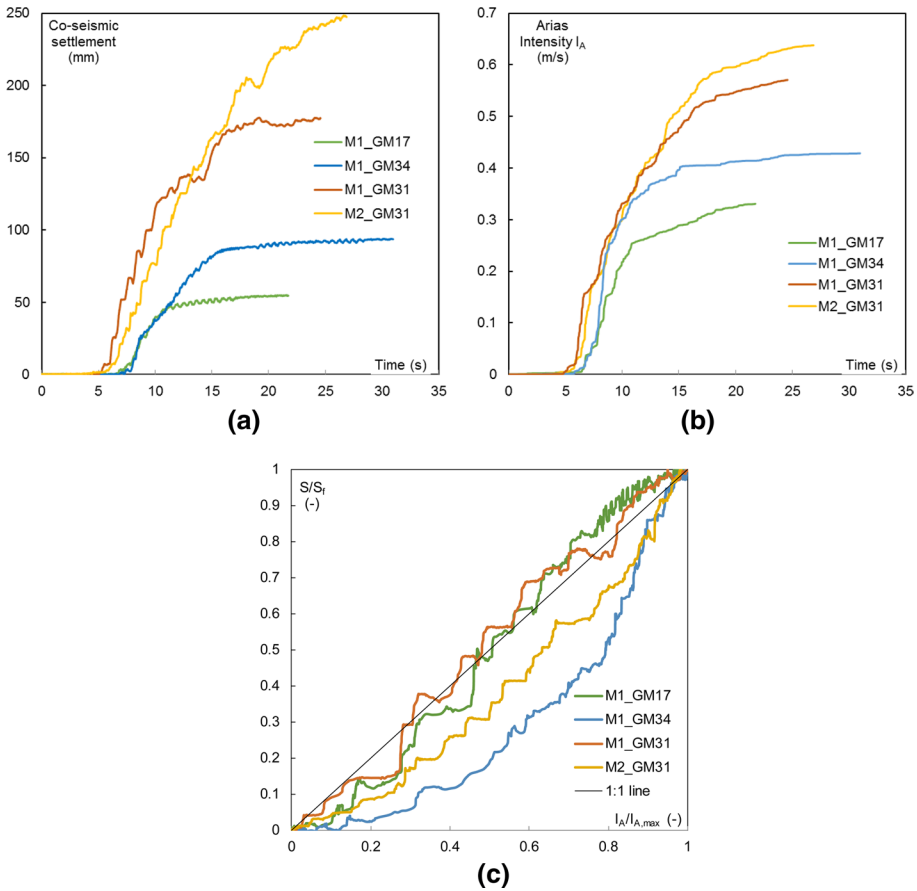 Co-seismic
settlement
(mm)
250
200
150
100
50
0
M1_GM17
M1_GM34
M1_GM31
M2_GM31
Time (s)
0 5 10 15 20 25 30 35
(a)
Arias
Intensity I_A
(m/s)
0.7
0.6
0.5
0.4
0.3
0.2
0.1
0
M1_GM17
M1_GM34
M1_GM31
M2_GM31
Time (s)
0 5 10 15 20 25 30 35
(b)
S/S_f
(-)
1
0.9
0.8
0.7
0.6
0.5
0.4
0.3
0.2
0.1
0
M1_GM17
M1_GM34
M1_GM31
M2_GM31
1:1 line
I_A/I_A,max (-)
0 0.2 0.4 0.6 0.8 1
(c)